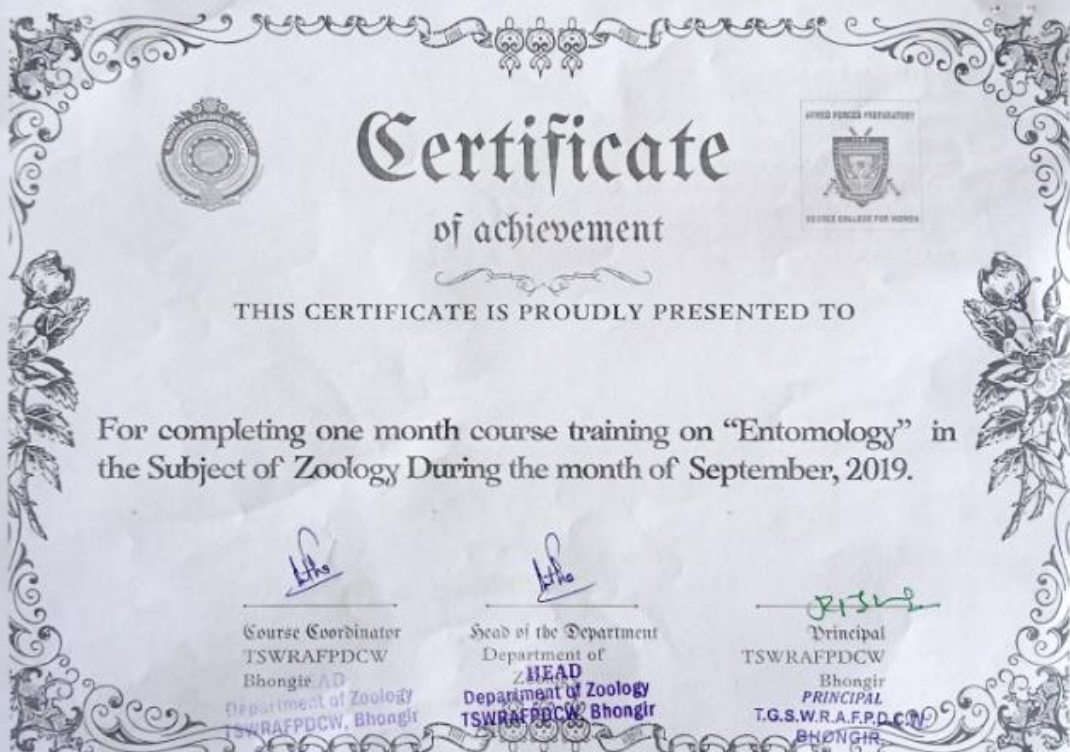 Certificate
of achievement
ARMED FORCES PREPARATORY
DEGREE COLLEGE FOR WOMEN
THIS CERTIFICATE IS PROUDLY PRESENTED TO
For completing one month course training on “Entomology” in
the Subject of Zoology During the month of September, 2019.
Course Coordinator
TSWRAFPDCW
Bhongir
Department of Zoology
TSWRAFPDCW, Bhongir
Head of the Department
Department of
HEAD
Department of Zoology
TSWRAFPDCW, Bhongir
Principal
TSWRAFPDCW
Bhongir
PRINCIPAL
T.G.S.W.R.A.F.P.D.C.W
BHONGIR.